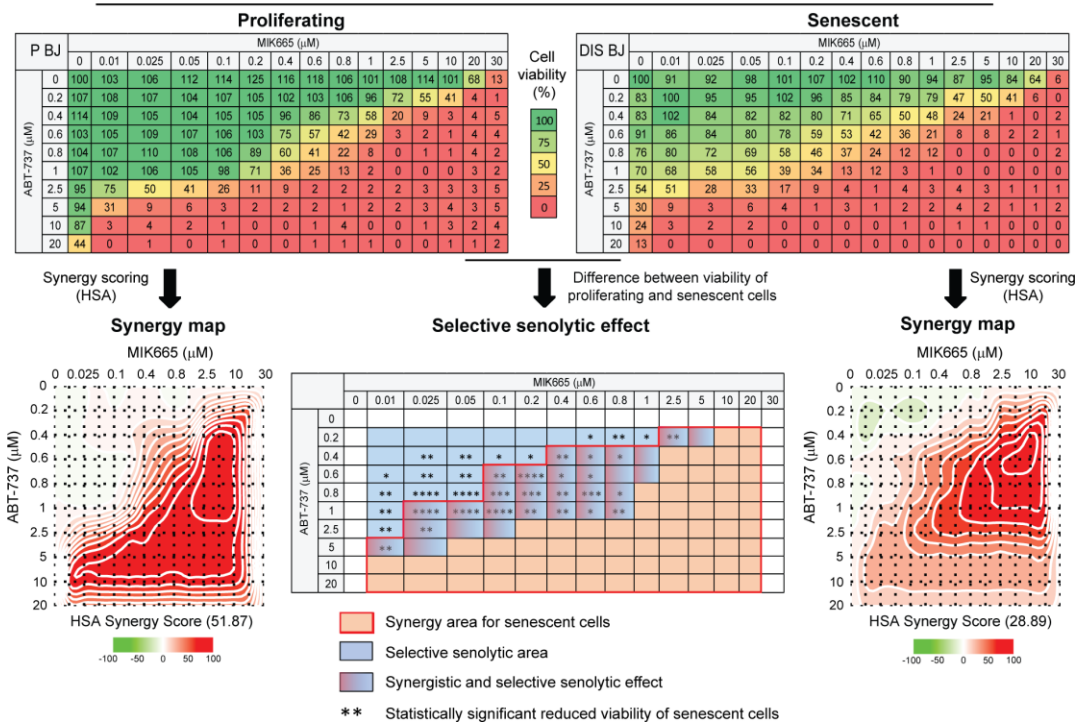 Proliferating
Senescent
P BJ
MIK665 (μM)
0 0.01 0.025 0.05 0.1 0.2 0.4 0.6 0.8 1 2.5 5 10 20 30
ABT-737 (μM)
0 100 103 106 112 114 125 116 118 106 101 108 114 101 68 13
0.2 107 108 107 104 107 105 102 103 106 96 72 55 41 4 1
0.4 114 109 105 104 105 105 96 86 73 58 20 9 3 4 5
0.6 103 105 109 107 106 103 75 57 42 29 3 2 4 4 4
0.8 104 107 110 108 106 89 60 41 22 8 0 2 1 3 4
1 107 102 106 105 98 71 36 25 13 2 0 0 1 3 4
2.5 95 75 50 41 26 11 9 2 2 2 2 3 3 3 5
5 94 31 9 6 3 2 2 2 1 2 2 3 4 3 5
10 87 3 4 2 1 0 0 0 0 1 1 2 4 2 4
20 44 0 1 0 1 0 1 0 0 1 0 0 1 1 2
Cell
viability
(%)
100
75
50
25
0
DIS BJ
MIK665 (μM)
0 0.01 0.025 0.05 0.1 0.2 0.4 0.6 0.8 1 2.5 5 10 20 30
ABT-737 (μM)
0 100 91 92 98 101 107 102 110 90 94 87 95 84 64 6
0.2 83 100 95 95 102 96 85 84 79 79 47 50 41 6 0
0.4 83 102 84 82 80 82 72 64 50 48 24 21 1 0 2
0.6 91 86 84 80 78 59 53 42 36 21 8 8 2 0 1
0.8 76 80 72 69 58 46 37 24 12 12 0 0 0 0 1
1 70 68 58 56 39 34 13 12 3 1 0 0 0 0 0
2.5 54 51 28 33 17 9 4 1 4 3 4 1 2 1 1
5 30 9 3 6 4 1 2 1 2 2 4 2 2 1 0
10 24 3 2 3 2 0 0 0 1 1 1 1 1 1 0
20 13 0 0 0 0 0 0 0 0 0 0 0 0 0 0
Synergy scoring
(HSA)
Difference between viability of
proliferating and senescent cells
Synergy scoring
(HSA)
Synergy map
MIK665 (μM)
0 0.025 0.1 0.4 0.8 2.5 10 30
ABT-737 (μM)
0
0.2
0.4
0.6
0.8
1
2.5
5
10
20
HSA Synergy Score (51.87)
-100 -50 0 50 100
Selective senolytic effect
MIK665 (μM)
0 0.01 0.025 0.05 0.1 0.2 0.4 0.6 0.8 1 2.5 5 10 20 30
ABT-737 (μM)
0
0.2 * ** * **
0.4 ** ** * * ** * *
0.6 * ** ** ** **** * *
0.8 ** **** **** *** *** ** *** *
1 ** **** **** **** ** ** * *
2.5 ** **
5 **
10
20
Synergy area for senescent cells
Selective senolytic area
Synergistic and selective senolytic effect
** Statistically significant reduced viability of senescent cells
Synergy map
MIK665 (μM)
0 0.025 0.1 0.4 0.8 2.5 10 30
ABT-737 (μM)
0
0.2
0.4
0.6
0.8
1
2.5
5
10
20
HSA Synergy Score (28.89)
-100 -50 0 50 100